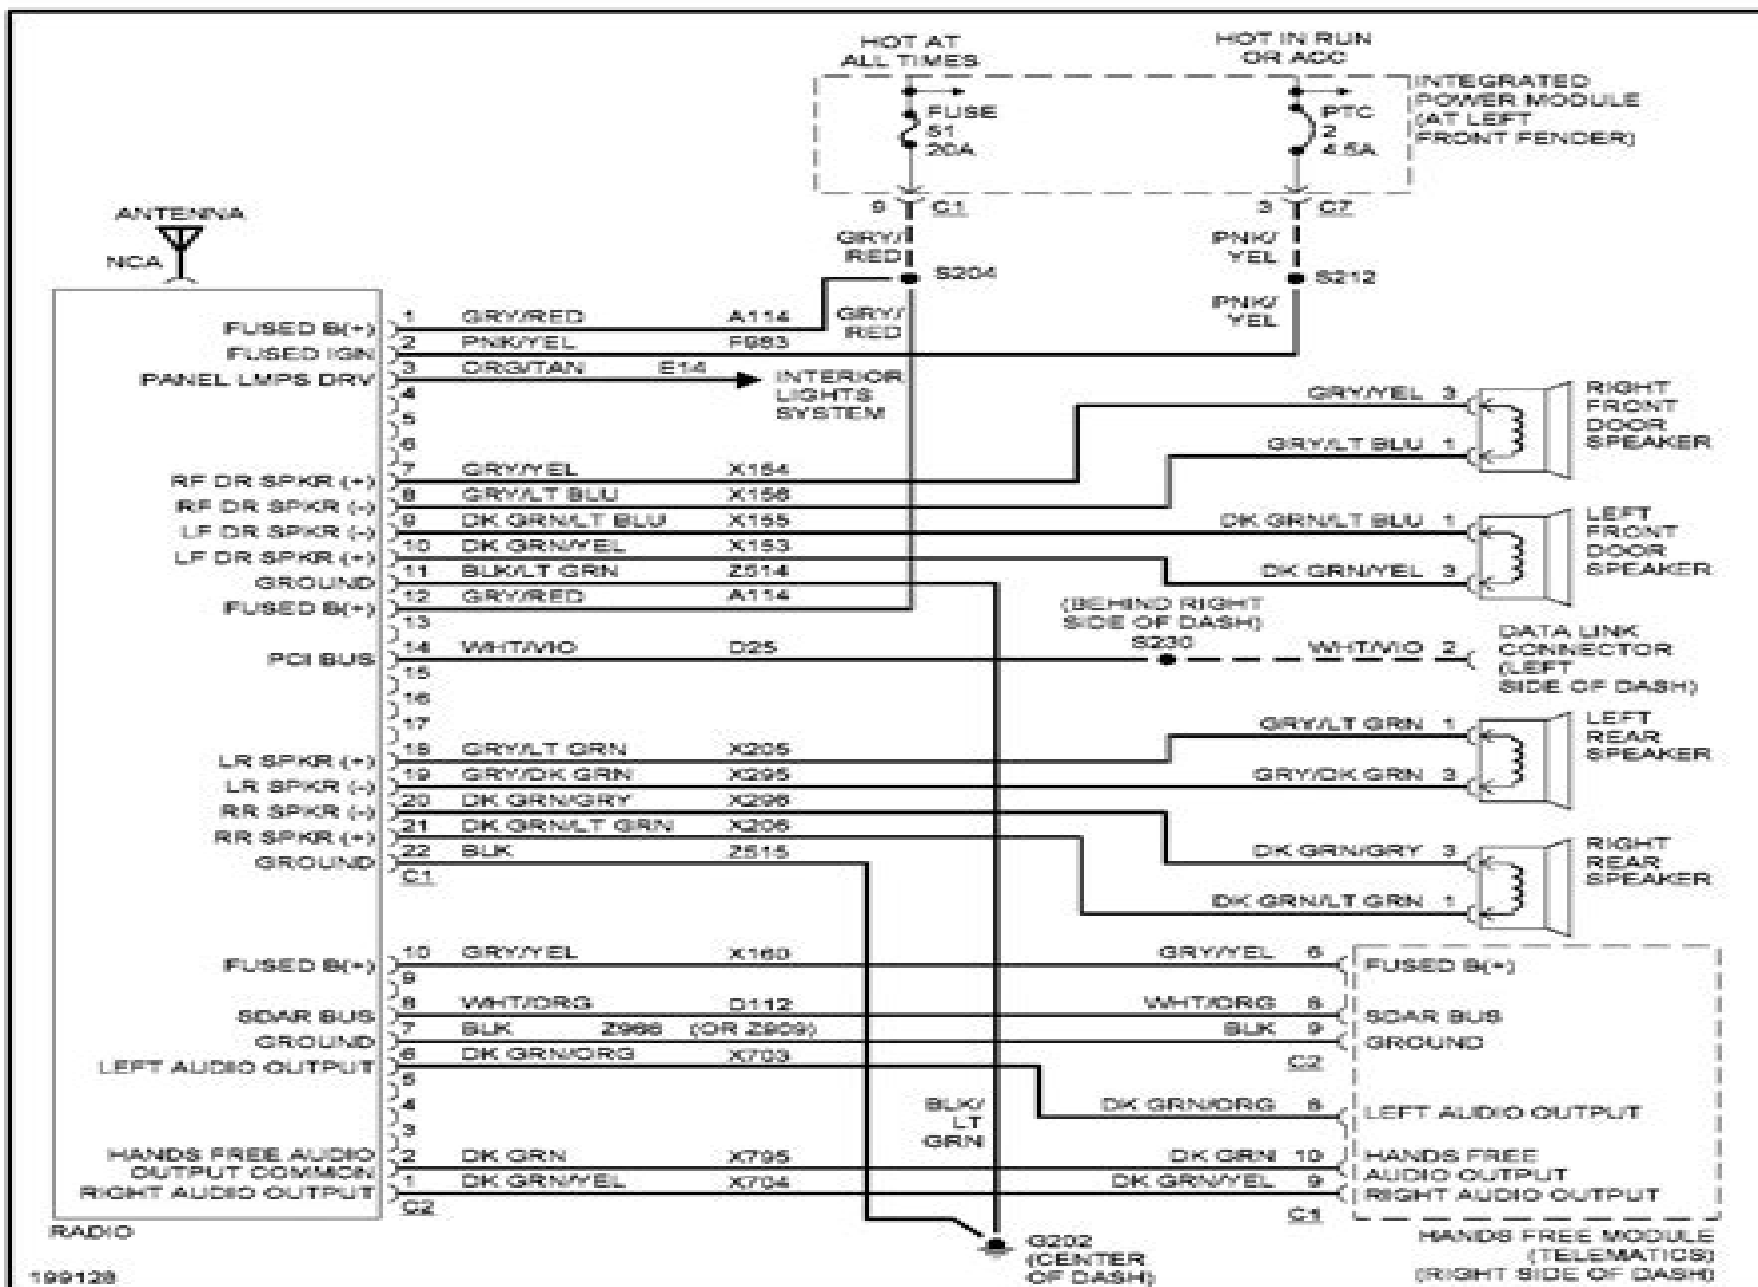 HOT AT
ALL TIMES
HOT IN RUN
OR ACC
INTEGRATED
POWER MODULE
(AT LEFT
FRONT FENDER)
FUSE
51
20A
PTC
2
4.5A
9 C1
3 C7
GRY/
RED
PNK/
YEL
S204
S212
GRY/
RED
PNK/
YEL
ANTENNA
NCA
FUSED B(+) 1 GRY/RED A114
FUSED IGN 2 PNK/YEL F983
PANEL LMPS DRV 3 ORG/TAN E14
INTERIOR
LIGHTS
SYSTEM
4
5
6
RF DR SPKR (+) 7 GRY/YEL X154
RF DR SPKR (-) 8 GRY/LT BLU X156
LF DR SPKR (-) 9 DK GRN/LT BLU X155
LF DR SPKR (+) 10 DK GRN/YEL X153
GROUND 11 BLK/LT GRN Z514
FUSED B(+) 12 GRY/RED A114
13
PCI BUS 14 WHT/VIO D25
15
16
17
LR SPKR (+) 18 GRY/LT GRN X205
LR SPKR (-) 19 GRY/DK GRN X295
RR SPKR (-) 20 DK GRN/GRY X296
RR SPKR (+) 21 DK GRN/LT GRN X206
GROUND 22 BLK Z515
C1
GRY/YEL 3
GRY/LT BLU 1
RIGHT
FRONT
DOOR
SPEAKER
DK GRN/LT BLU 1
DK GRN/YEL 3
LEFT
FRONT
DOOR
SPEAKER
(BEHIND RIGHT
SIDE OF DASH)
S230
WHT/VIO 2
DATA LINK
CONNECTOR
(LEFT
SIDE OF DASH)
GRY/LT GRN 1
GRY/DK GRN 3
LEFT
REAR
SPEAKER
DK GRN/GRY 3
DK GRN/LT GRN 1
RIGHT
REAR
SPEAKER
FUSED B(+) 10 GRY/YEL X160 GRY/YEL 6 FUSED B(+)
9
SDAR BUS 8 WHT/ORG D112 WHT/ORG 8 SDAR BUS
GROUND 7 BLK Z966 (OR Z909) BLK 9 GROUND
C2
LEFT AUDIO OUTPUT 6 DK GRN/ORG X703
5
4
3
BLK/
LT
GRN
DK GRN/ORG 8 LEFT AUDIO OUTPUT
HANDS FREE AUDIO
OUTPUT COMMON 2 DK GRN X795 DK GRN 10 HANDS FREE
AUDIO OUTPUT
RIGHT AUDIO OUTPUT 1 DK GRN/YEL X704 DK GRN/YEL 9 RIGHT AUDIO OUTPUT
C2
C1
RADIO
G202
(CENTER
OF DASH)
HANDS FREE MODULE
(TELEMATICS)
(RIGHT SIDE OF DASH)
199128